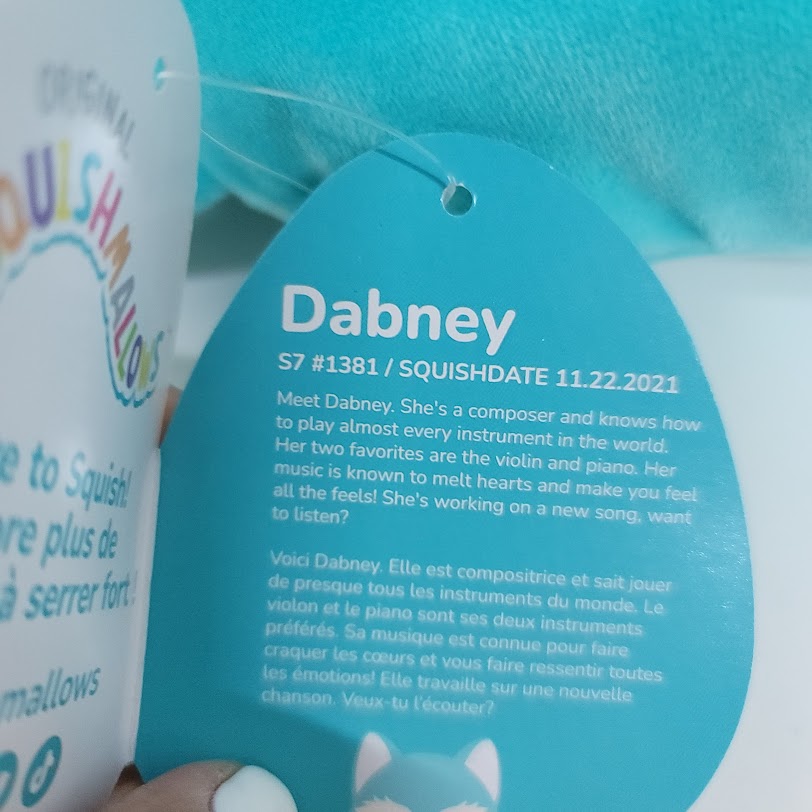 ORIGINAL
QUISHMALLOWS
e to Squish!
re plus de
à serrer fort !
mallows
Dabney
S7 #1381 / SQUISHDATE 11.22.2021
Meet Dabney. She's a composer and knows how
to play almost every instrument in the world.
Her two favorites are the violin and piano. Her
music is known to melt hearts and make you feel
all the feels! She's working on a new song, want
to listen?
Voici Dabney. Elle est compositrice et sait jouer
de presque tous les instruments du monde. Le
violon et le piano sont ses deux instruments
préférés. Sa musique est connue pour faire
craquer les cœurs et vous faire ressentir toutes
les émotions! Elle travaille sur une nouvelle
chanson. Veux-tu l'écouter?